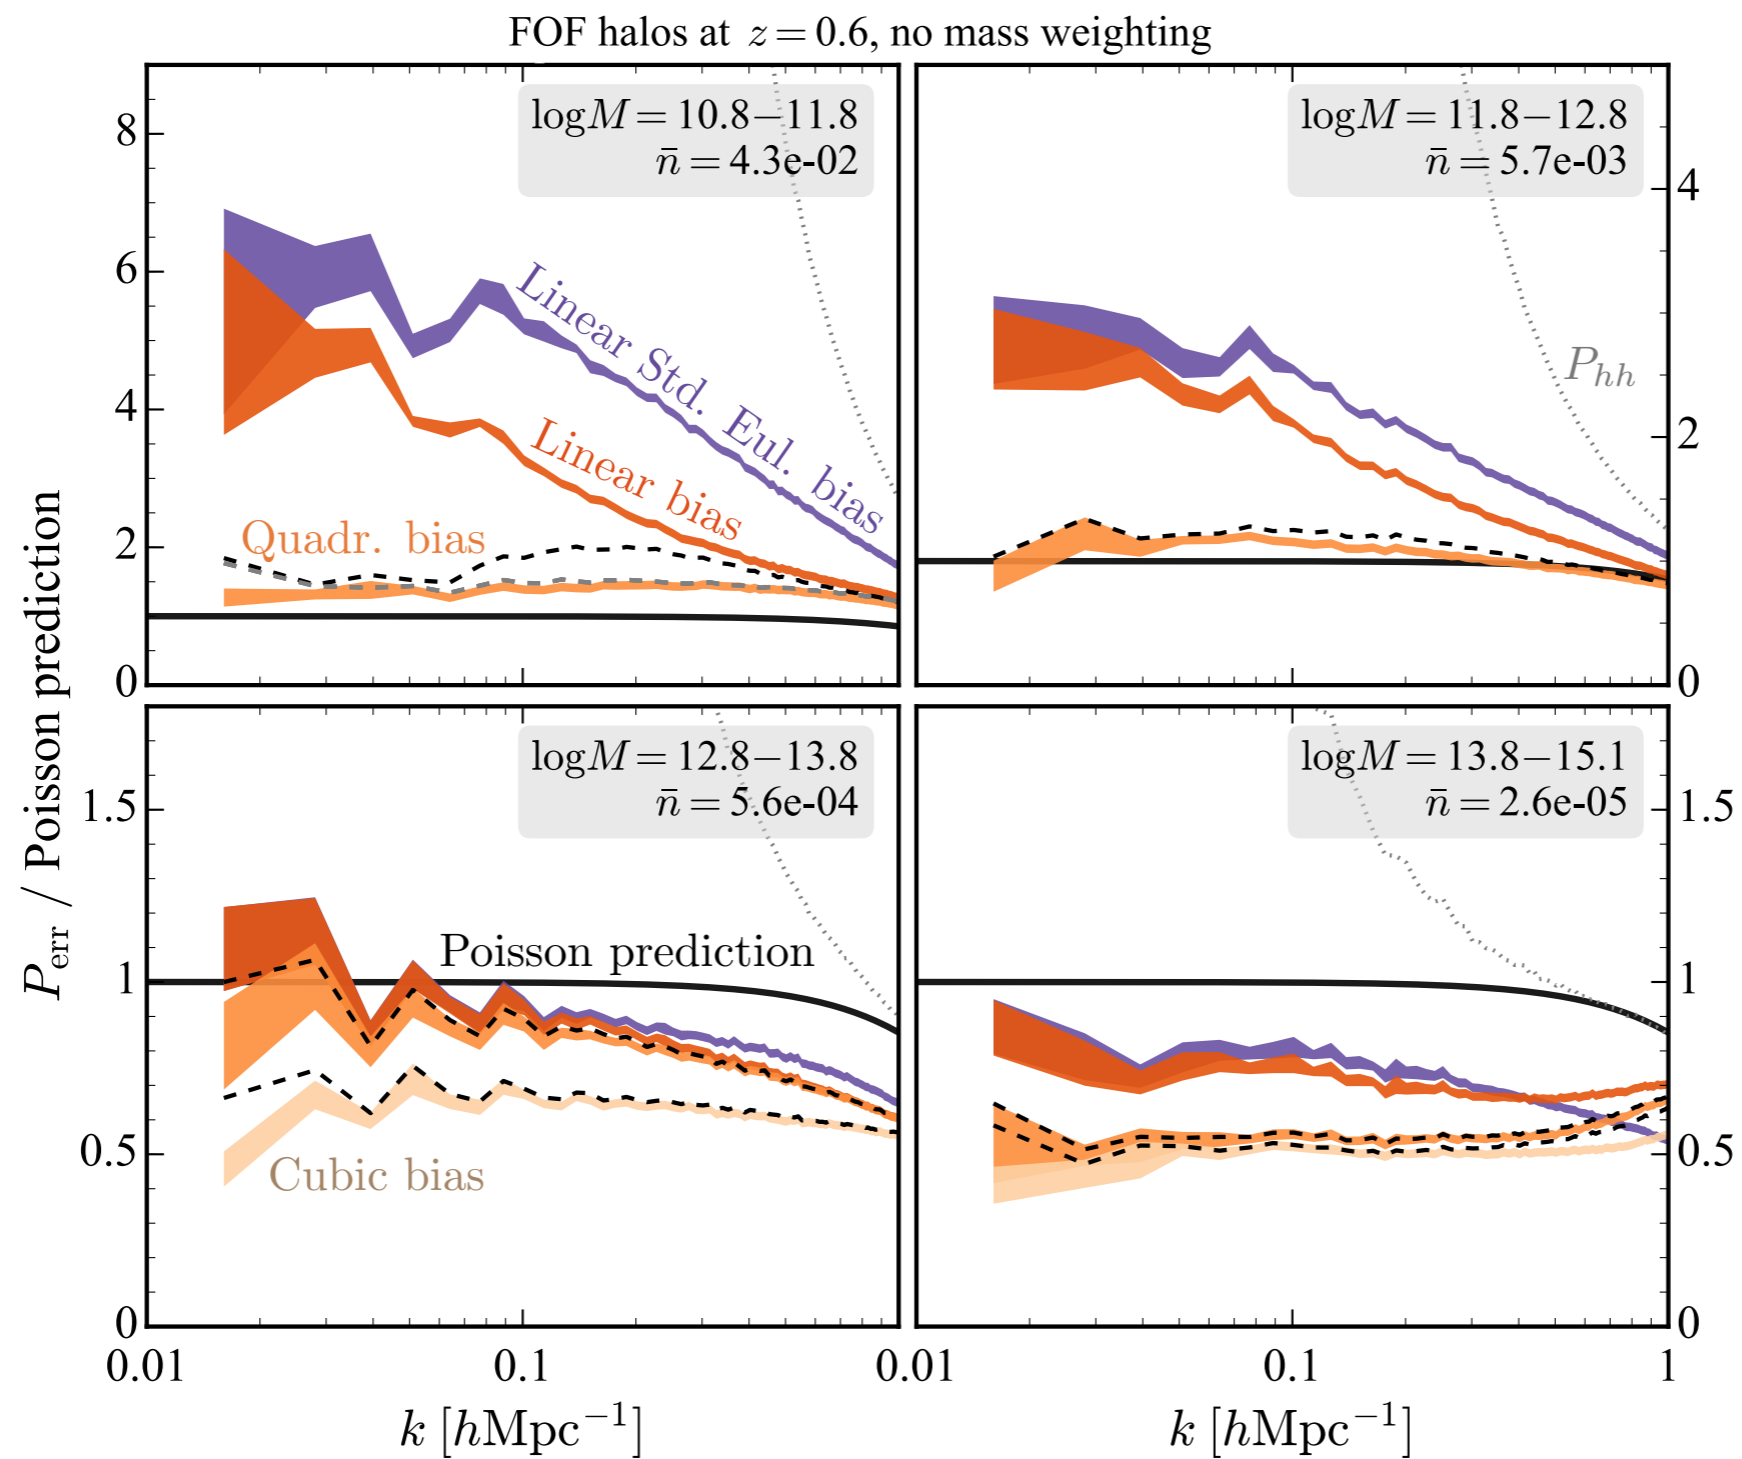 FOF halos at z = 0.6, no mass weighting
logM = 10.8−11.8
n̄ = 4.3e-02
logM = 11.8−12.8
n̄ = 5.7e-03
8
6
4
2
0
4
2
0
Linear Std. Eul. bias
Linear bias
Quadr. bias
P_hh
P_err / Poisson prediction
logM = 12.8−13.8
n̄ = 5.6e-04
logM = 13.8−15.1
n̄ = 2.6e-05
1.5
1
0.5
0
1.5
1
0.5
0
Poisson prediction
Cubic bias
0.01
0.1
0.01
0.1
1
k [hMpc⁻¹]
k [hMpc⁻¹]